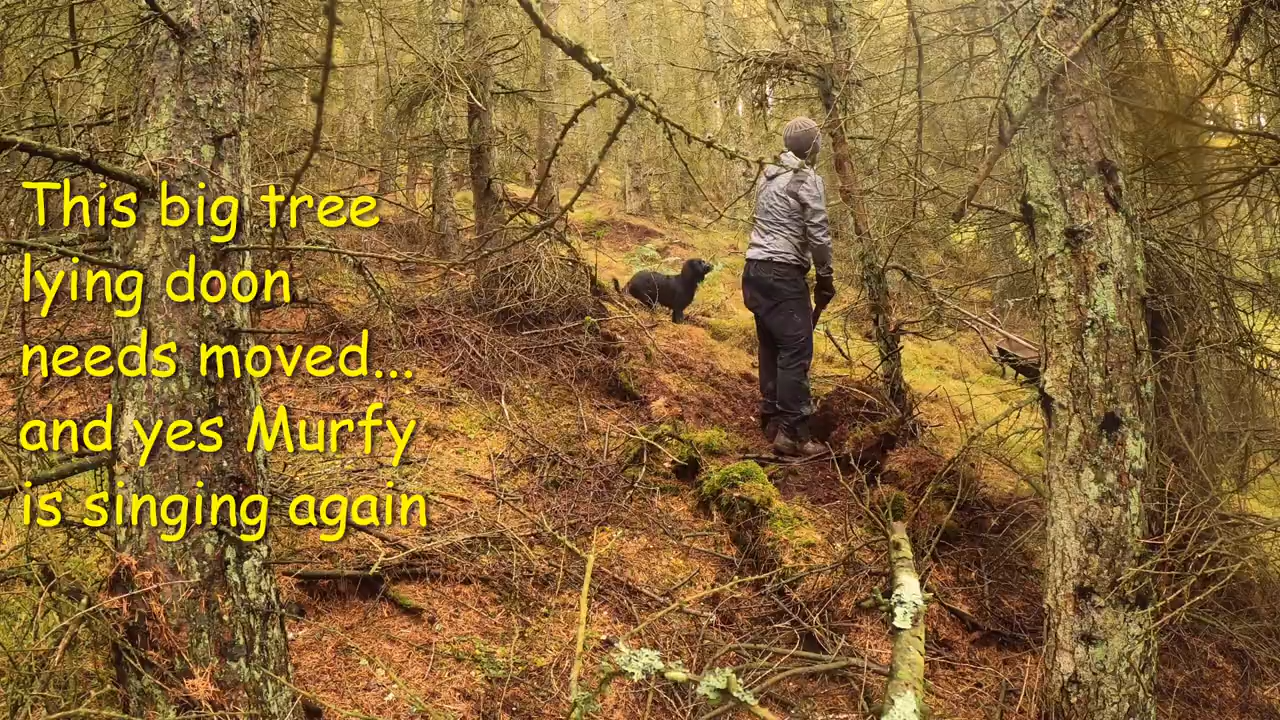 This big tree
lying doon
needs moved...
and yes Murfy
is singing again